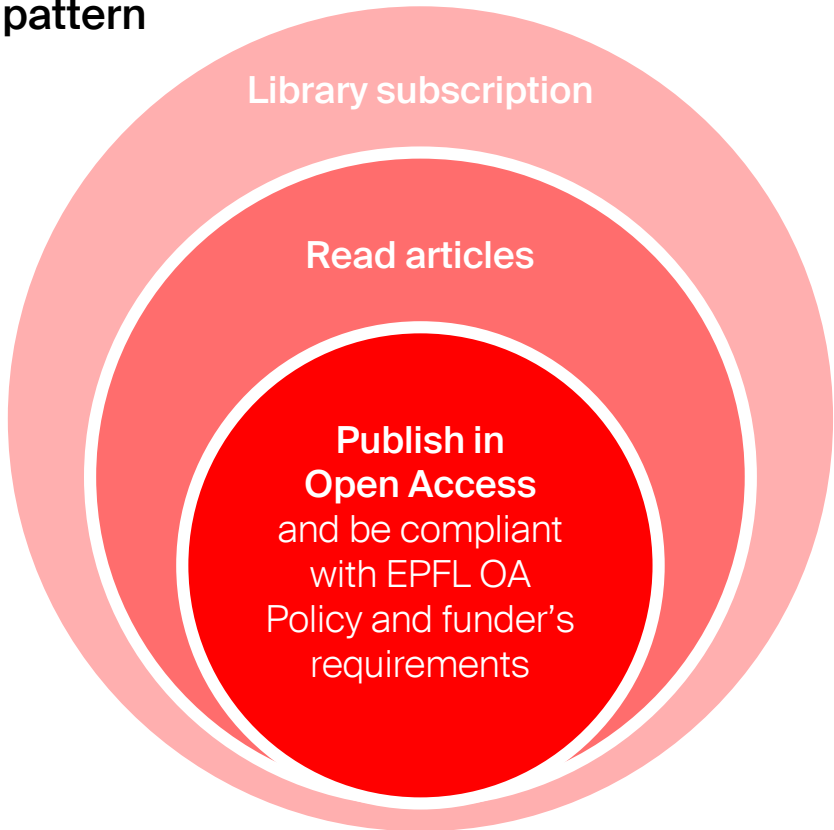 pattern
Library subscription
Read articles
Publish in
Open Access
and be compliant
with EPFL OA
Policy and funder’s
requirements